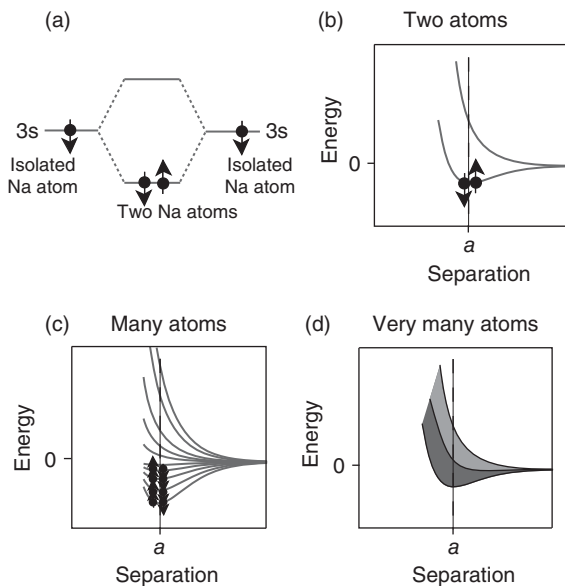 (a)
3s
3s
Isolated
Na atom
Isolated
Na atom
Two Na atoms
(b) Two atoms
Energy
0
a
Separation
(c) Many atoms
Energy
0
a
Separation
(d) Very many atoms
Energy
0
a
Separation